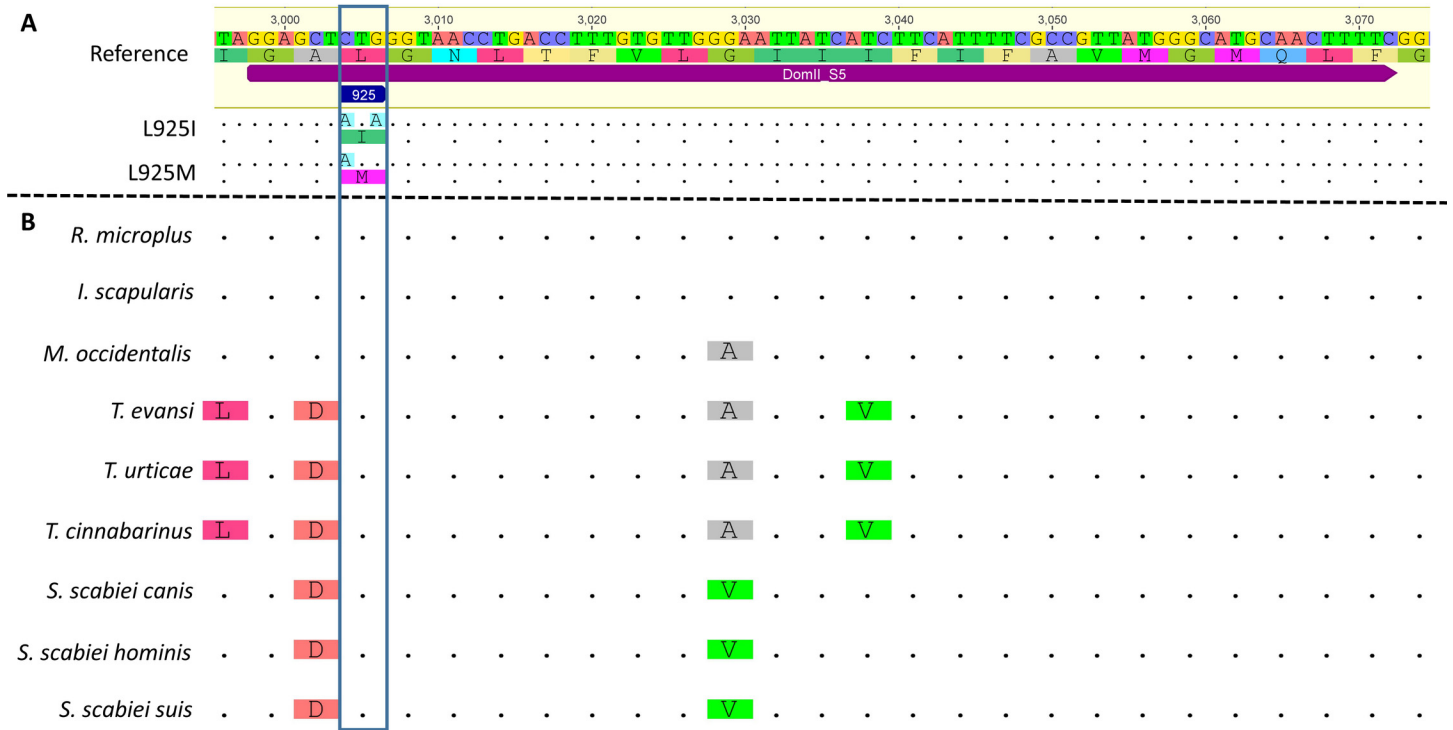 A
3,000 3,010 3,020 3,030 3,040 3,050 3,060 3,070
TAGGAGCTCTGGGTAACCTGACCTTTGTGTTGGGAATTATCATCTTCATTTTCGCCGTTATGGGCATGCAACTTTTCGG
Reference
I G A L G N L T F V L G I I I F I F A V M G M Q L F G
DomII_S5
925
L925I A . A
I
L925M A
M
B
R. microplus
I. scapularis
M. occidentalis A
T. evansi L D A V
T. urticae L D A V
T. cinnabarinus L D A V
S. scabiei canis D V
S. scabiei hominis D V
S. scabiei suis D V